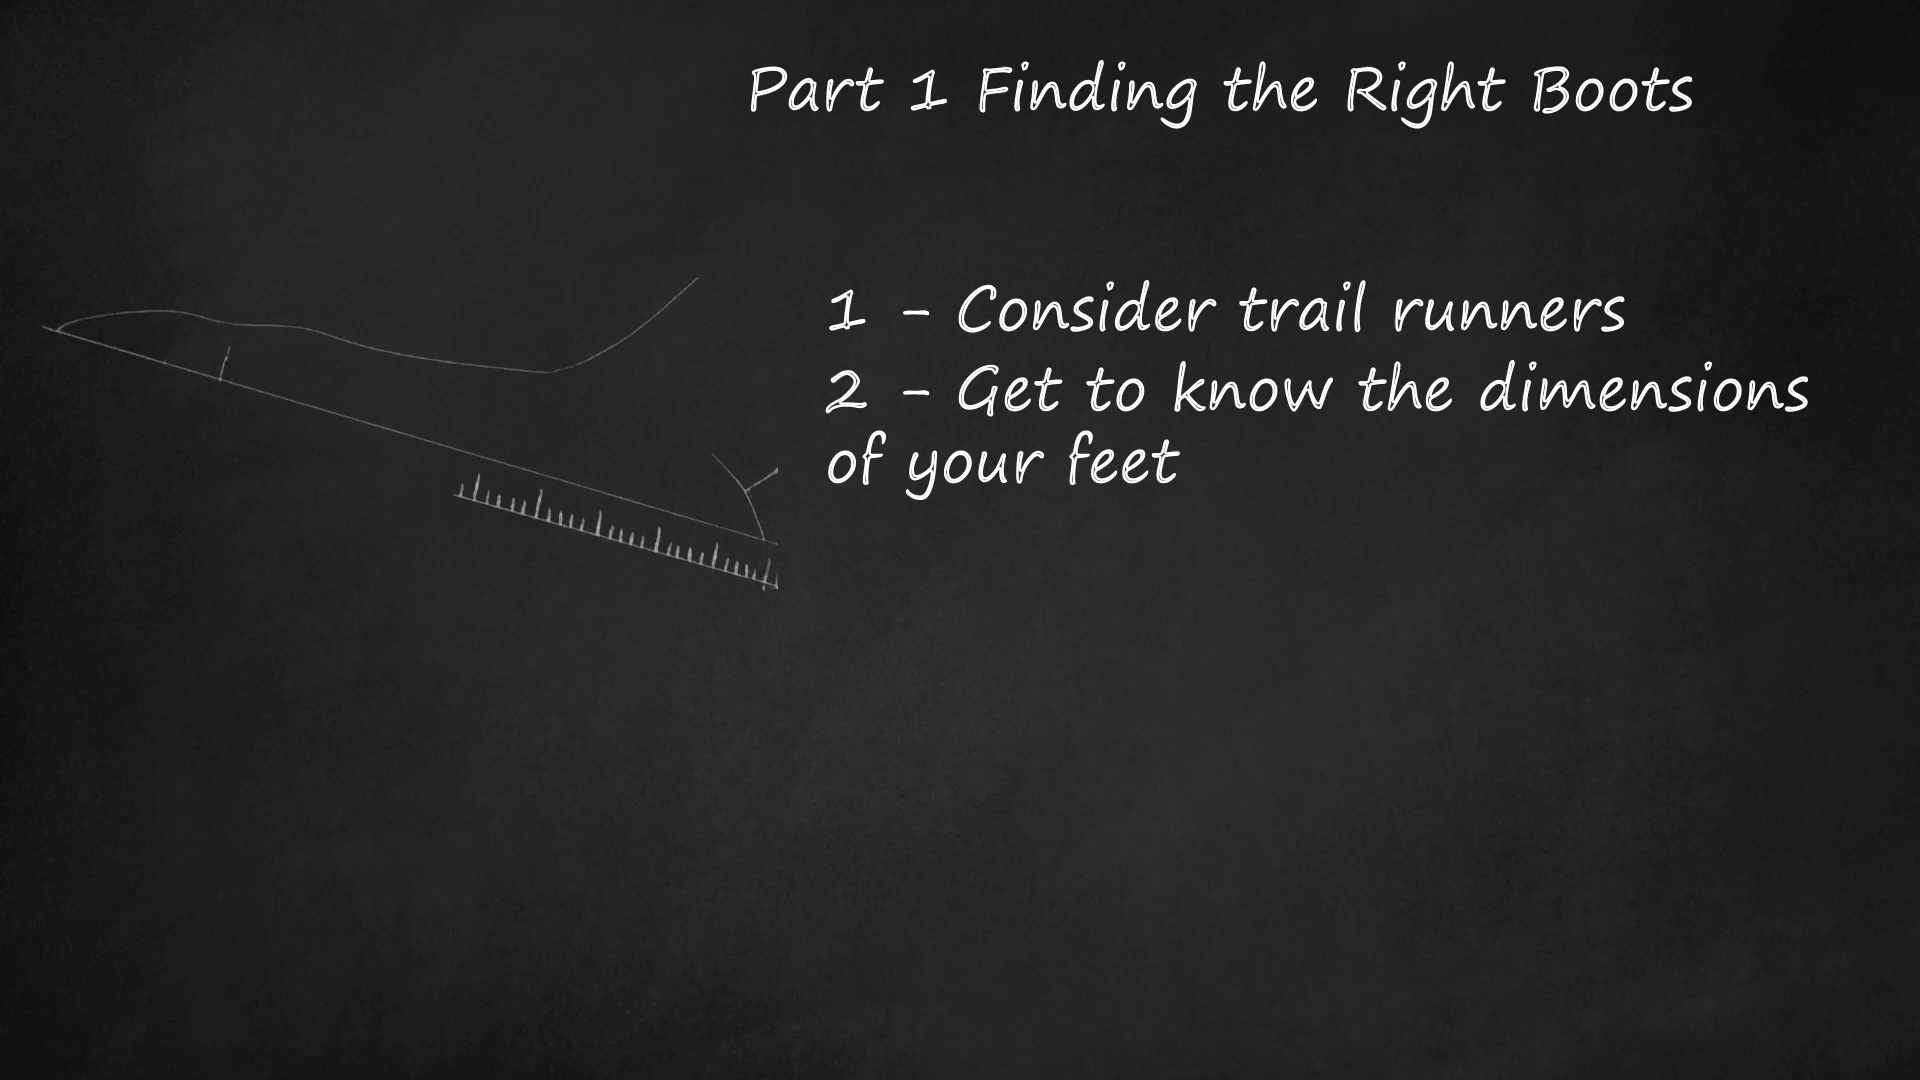 Part 1 Finding the Right Boots
1 - Consider trail runners
2 - Get to know the dimensions
of your feet